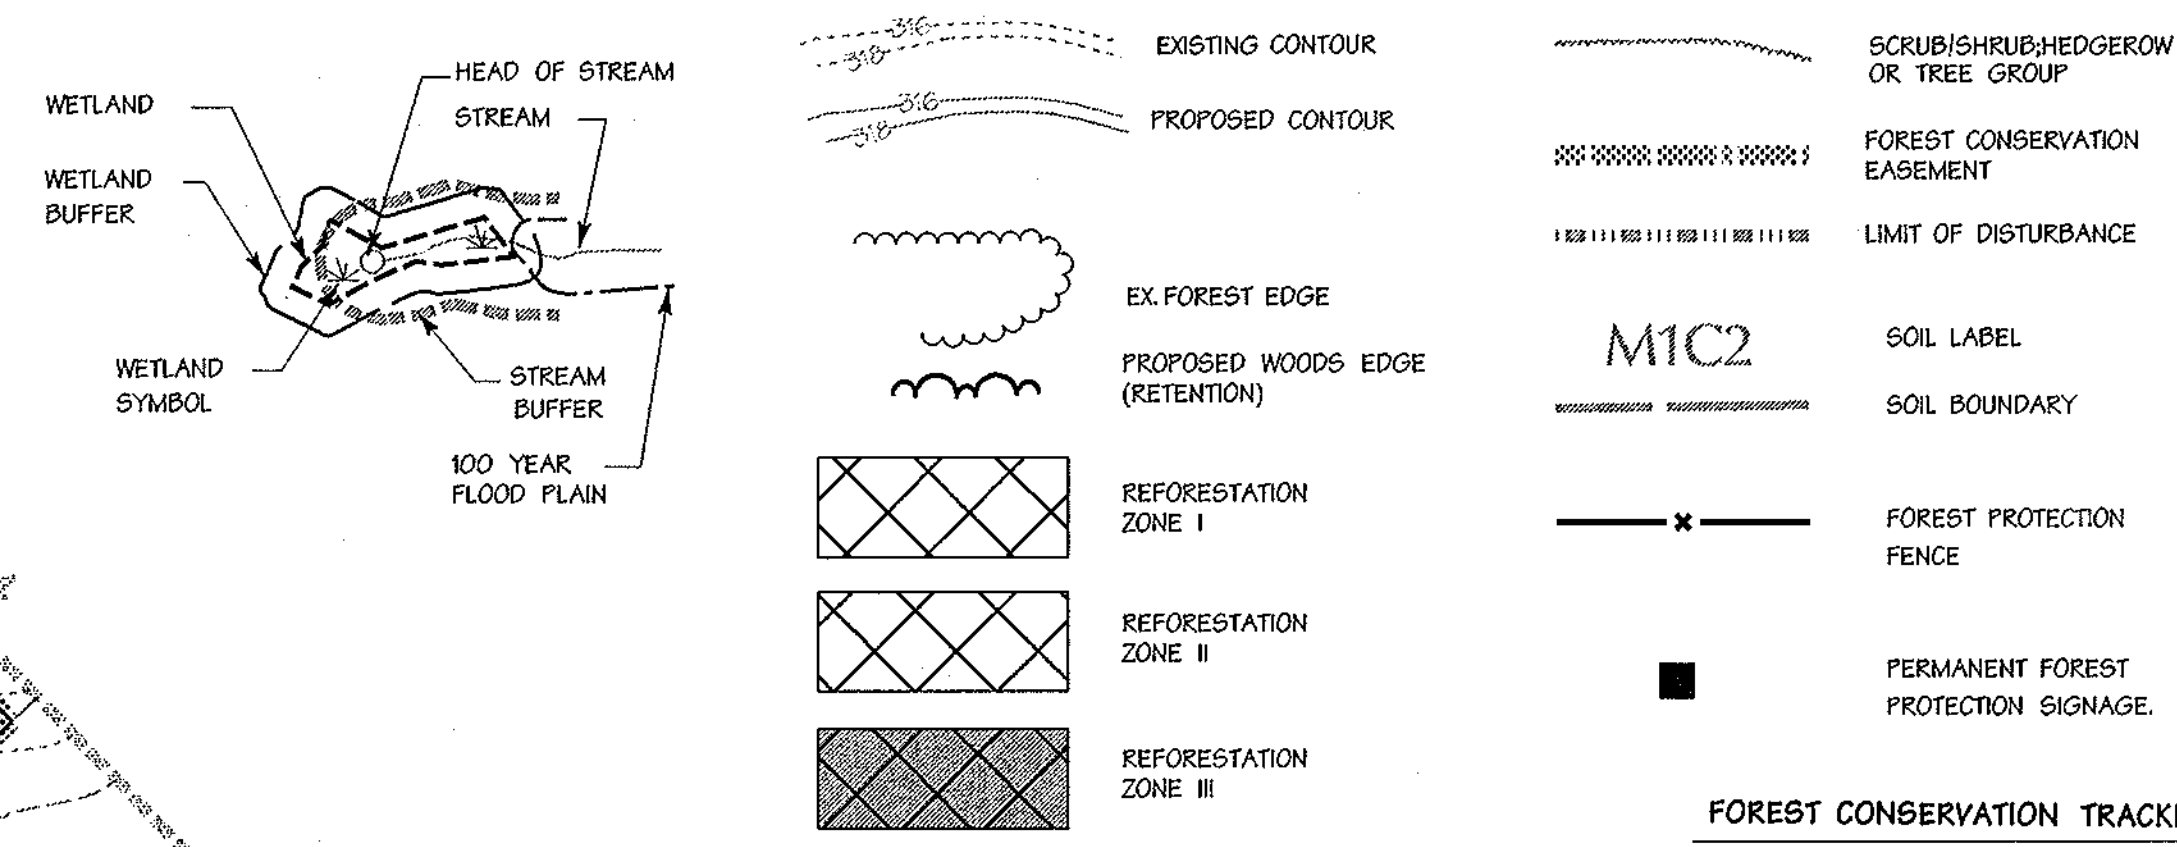 HEAD OF STREAM
WETLAND
STREAM
WETLAND
BUFFER
WETLAND
SYMBOL
STREAM
BUFFER
100 YEAR
FLOOD PLAIN
316
318
EXISTING CONTOUR
316
318
PROPOSED CONTOUR
EX. FOREST EDGE
PROPOSED WOODS EDGE
(RETENTION)
REFORESTATION
ZONE I
REFORESTATION
ZONE II
REFORESTATION
ZONE III
SCRUB/SHRUB;HEDGEROW
OR TREE GROUP
FOREST CONSERVATION
EASEMENT
LIMIT OF DISTURBANCE
M1C2
SOIL LABEL
SOIL BOUNDARY
FOREST PROTECTION
FENCE
PERMANENT FOREST
PROTECTION SIGNAGE.
FOREST CONSERVATION